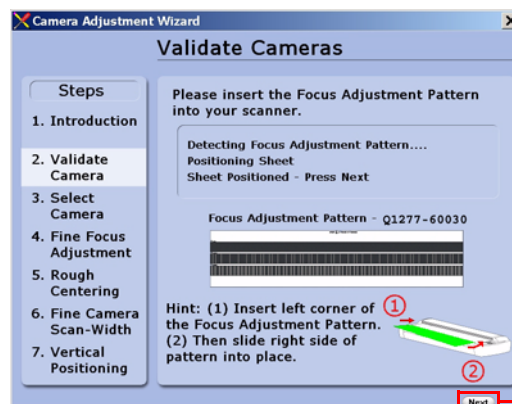 Camera Adjustment Wizard
Validate Cameras
Steps
1. Introduction
2. Validate
Camera
3. Select
Camera
4. Fine Focus
Adjustment
5. Rough
Centering
6. Fine Camera
Scan-Width
7. Vertical
Positioning
Please insert the Focus Adjustment Pattern
into your scanner.
Detecting Focus Adjustment Pattern....
Positioning Sheet
Sheet Positioned - Press Next
Focus Adjustment Pattern - Q1277-60030
Hint: (1) Insert left corner of
the Focus Adjustment Pattern.
(2) Then slide right side of
pattern into place.
1
2
Next